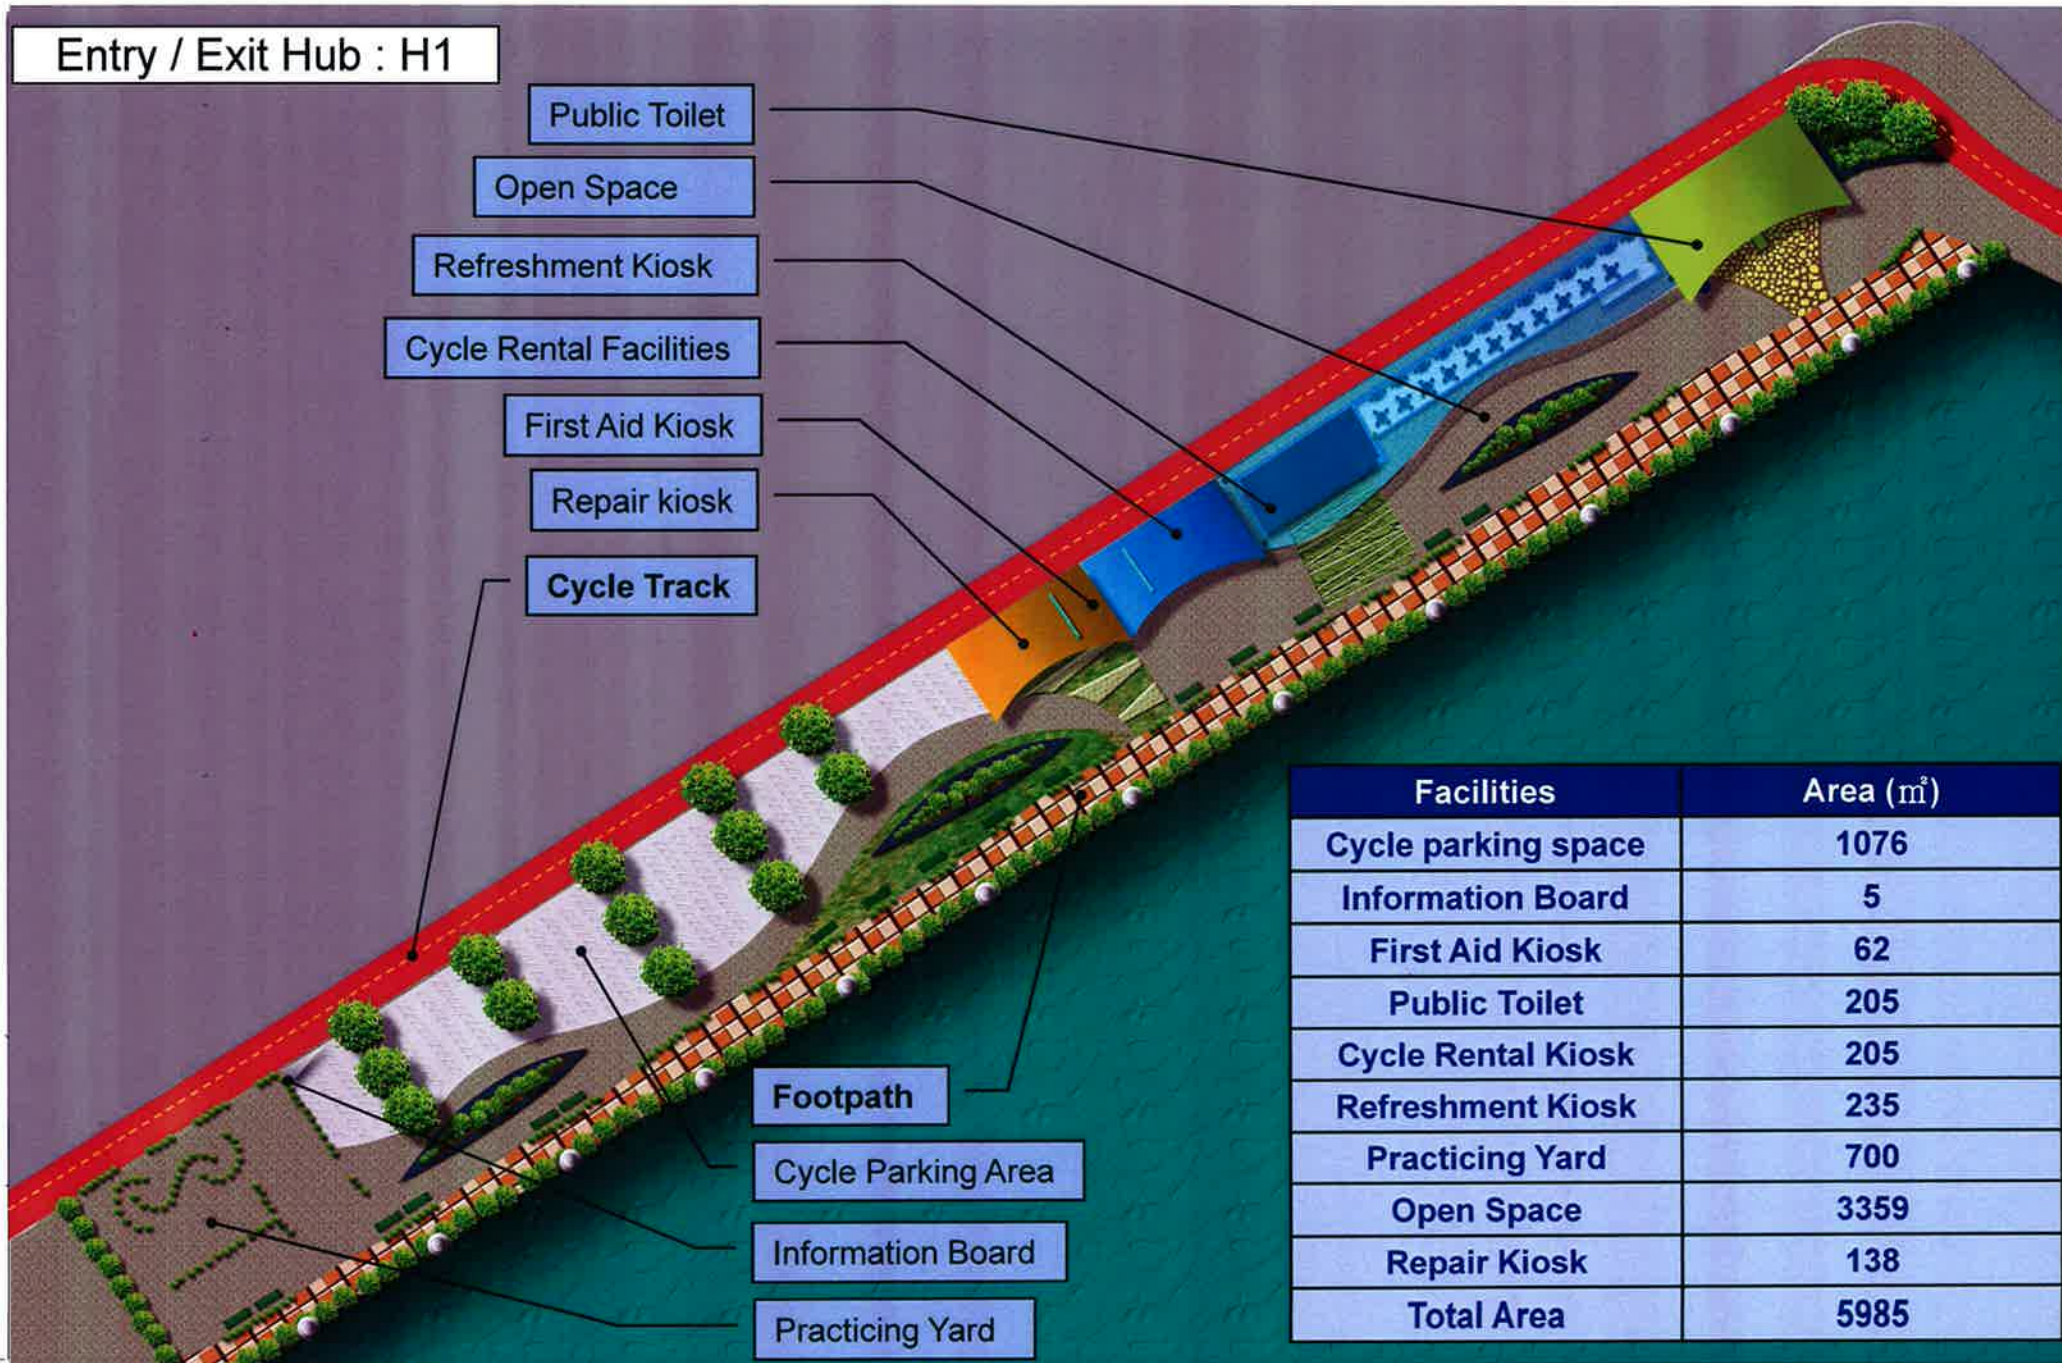 Entry / Exit Hub : H1
Public Toilet
Open Space
Refreshment Kiosk
Cycle Rental Facilities
First Aid Kiosk
Repair kiosk
Cycle Track
Footpath
Cycle Parking Area
Information Board
Practicing Yard
Facilities Area (㎡)
Cycle parking space 1076
Information Board 5
First Aid Kiosk 62
Public Toilet 205
Cycle Rental Kiosk 205
Refreshment Kiosk 235
Practicing Yard 700
Open Space 3359
Repair Kiosk 138
Total Area 5985